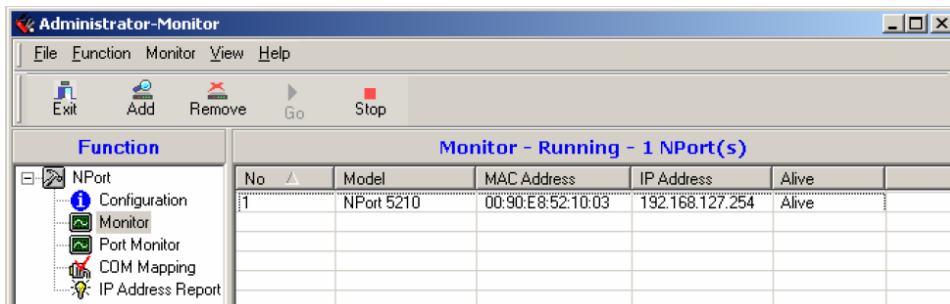 Administrator-Monitor
File Function Monitor View Help
Exit Add Remove Go Stop
Function
Monitor - Running - 1 NPort(s)
NPort
Configuration
Monitor
Port Monitor
COM Mapping
IP Address Report
No Model MAC Address IP Address Alive
1 NPort 5210 00:90:E8:52:10:03 192.168.127.254 Alive